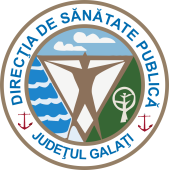 DIRECȚIA DE SĂNĂTATE PUBLICĂ
JUDEȚUL GALAȚI